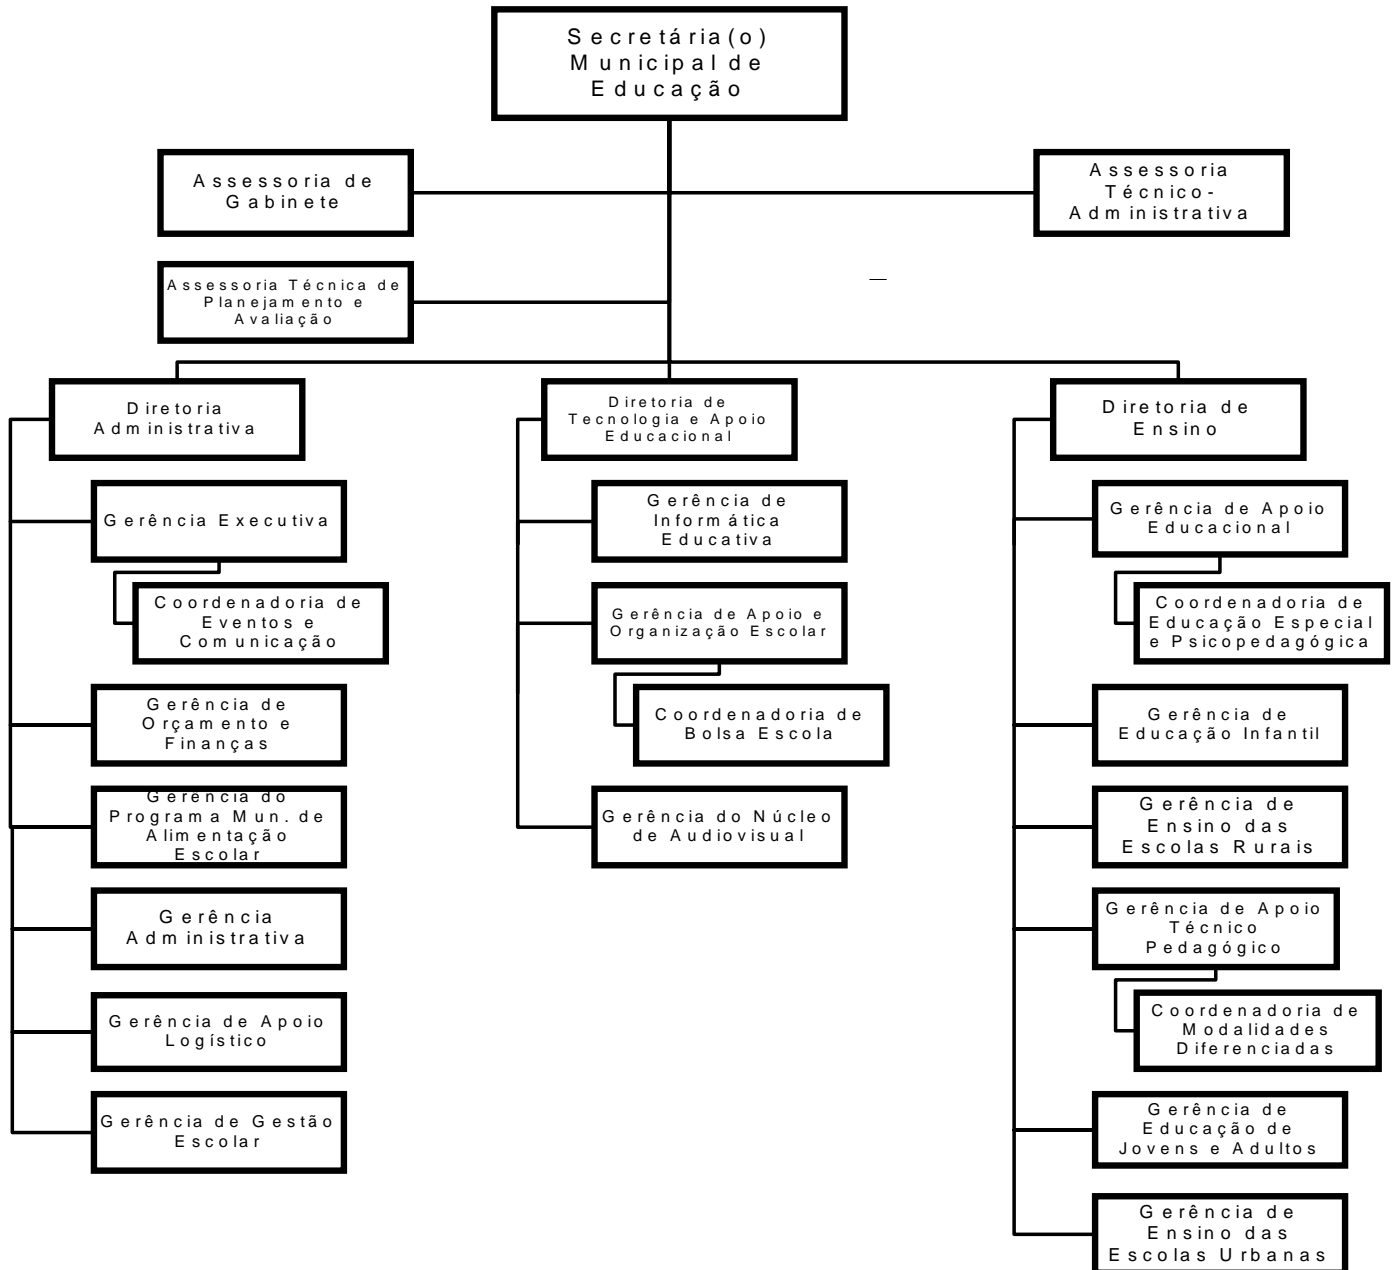 Secretária(o)
Municipal de
Educação
Assessoria de
Gabinete
Assessoria
Técnico-
Administrativa
Assessoria Técnica de
Planejamento e
Avaliação
Diretoria
Administrativa
Gerência Executiva
Coordenadoria de
Eventos e
Comunicação
Gerência de
Orçamento e
Finanças
Gerência do
Programa Mun. de
Alimentação
Escolar
Gerência
Administrativa
Gerência de Apoio
Logístico
Gerência de Gestão
Escolar
Diretoria de
Tecnologia e Apoio
Educacional
Gerência de
Informática
Educativa
Gerência de Apoio e
Organização Escolar
Coordenadoria de
Bolsa Escola
Gerência do Núcleo
de Audiovisual
Diretoria de
Ensino
Gerência de Apoio
Educacional
Coordenadoria de
Educação Especial
e Psicopedagógica
Gerência de
Educação Infantil
Gerência de
Ensino das
Escolas Rurais
Gerência de Apoio
Técnico
Pedagógico
Coordenadoria de
Modalidades
Diferenciadas
Gerência de
Educação de
Jovens e Adultos
Gerência de
Ensino das
Escolas Urbanas